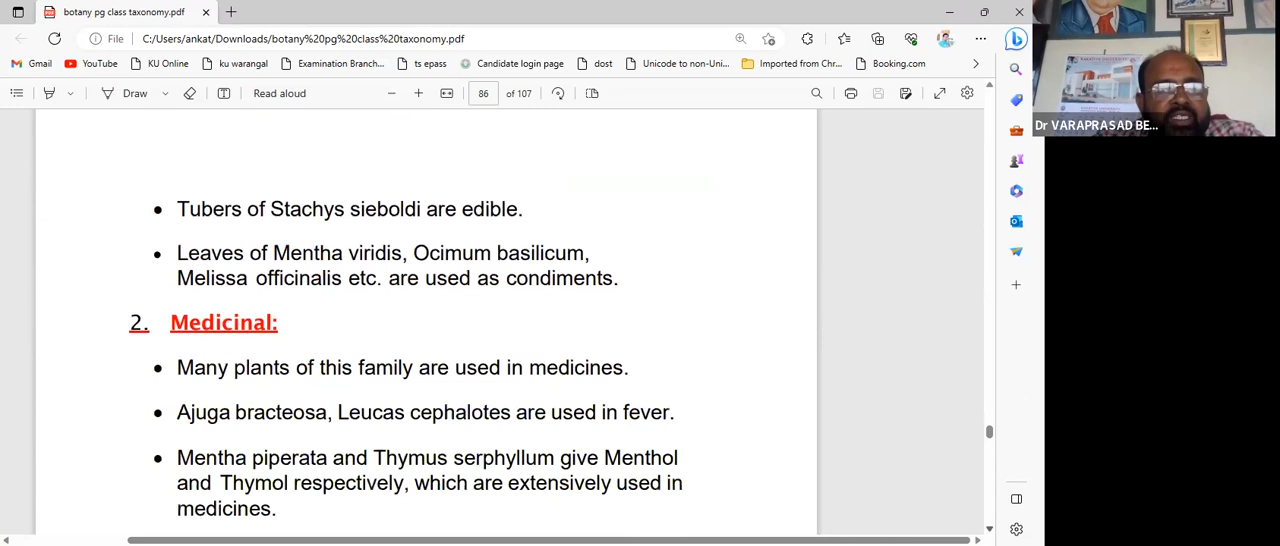 botany pg class taxonomy.pdf
File C:/Users/ankat/Downloads/botany%20pg%20class%20taxonomy.pdf
Gmail YouTube KU Online ku warangal Examination Branch... ts epass Candidate login page dost Unicode to non-Uni... Imported from Chr... Booking.com
Draw Read aloud 86 of 107
Dr VARAPRASAD BE...
• Tubers of Stachys sieboldi are edible.
• Leaves of Mentha viridis, Ocimum basilicum,
Melissa officinalis etc. are used as condiments.
2. Medicinal:
• Many plants of this family are used in medicines.
• Ajuga bracteosa, Leucas cephalotes are used in fever.
• Mentha piperata and Thymus serphyllum give Menthol
and Thymol respectively, which are extensively used in
medicines.